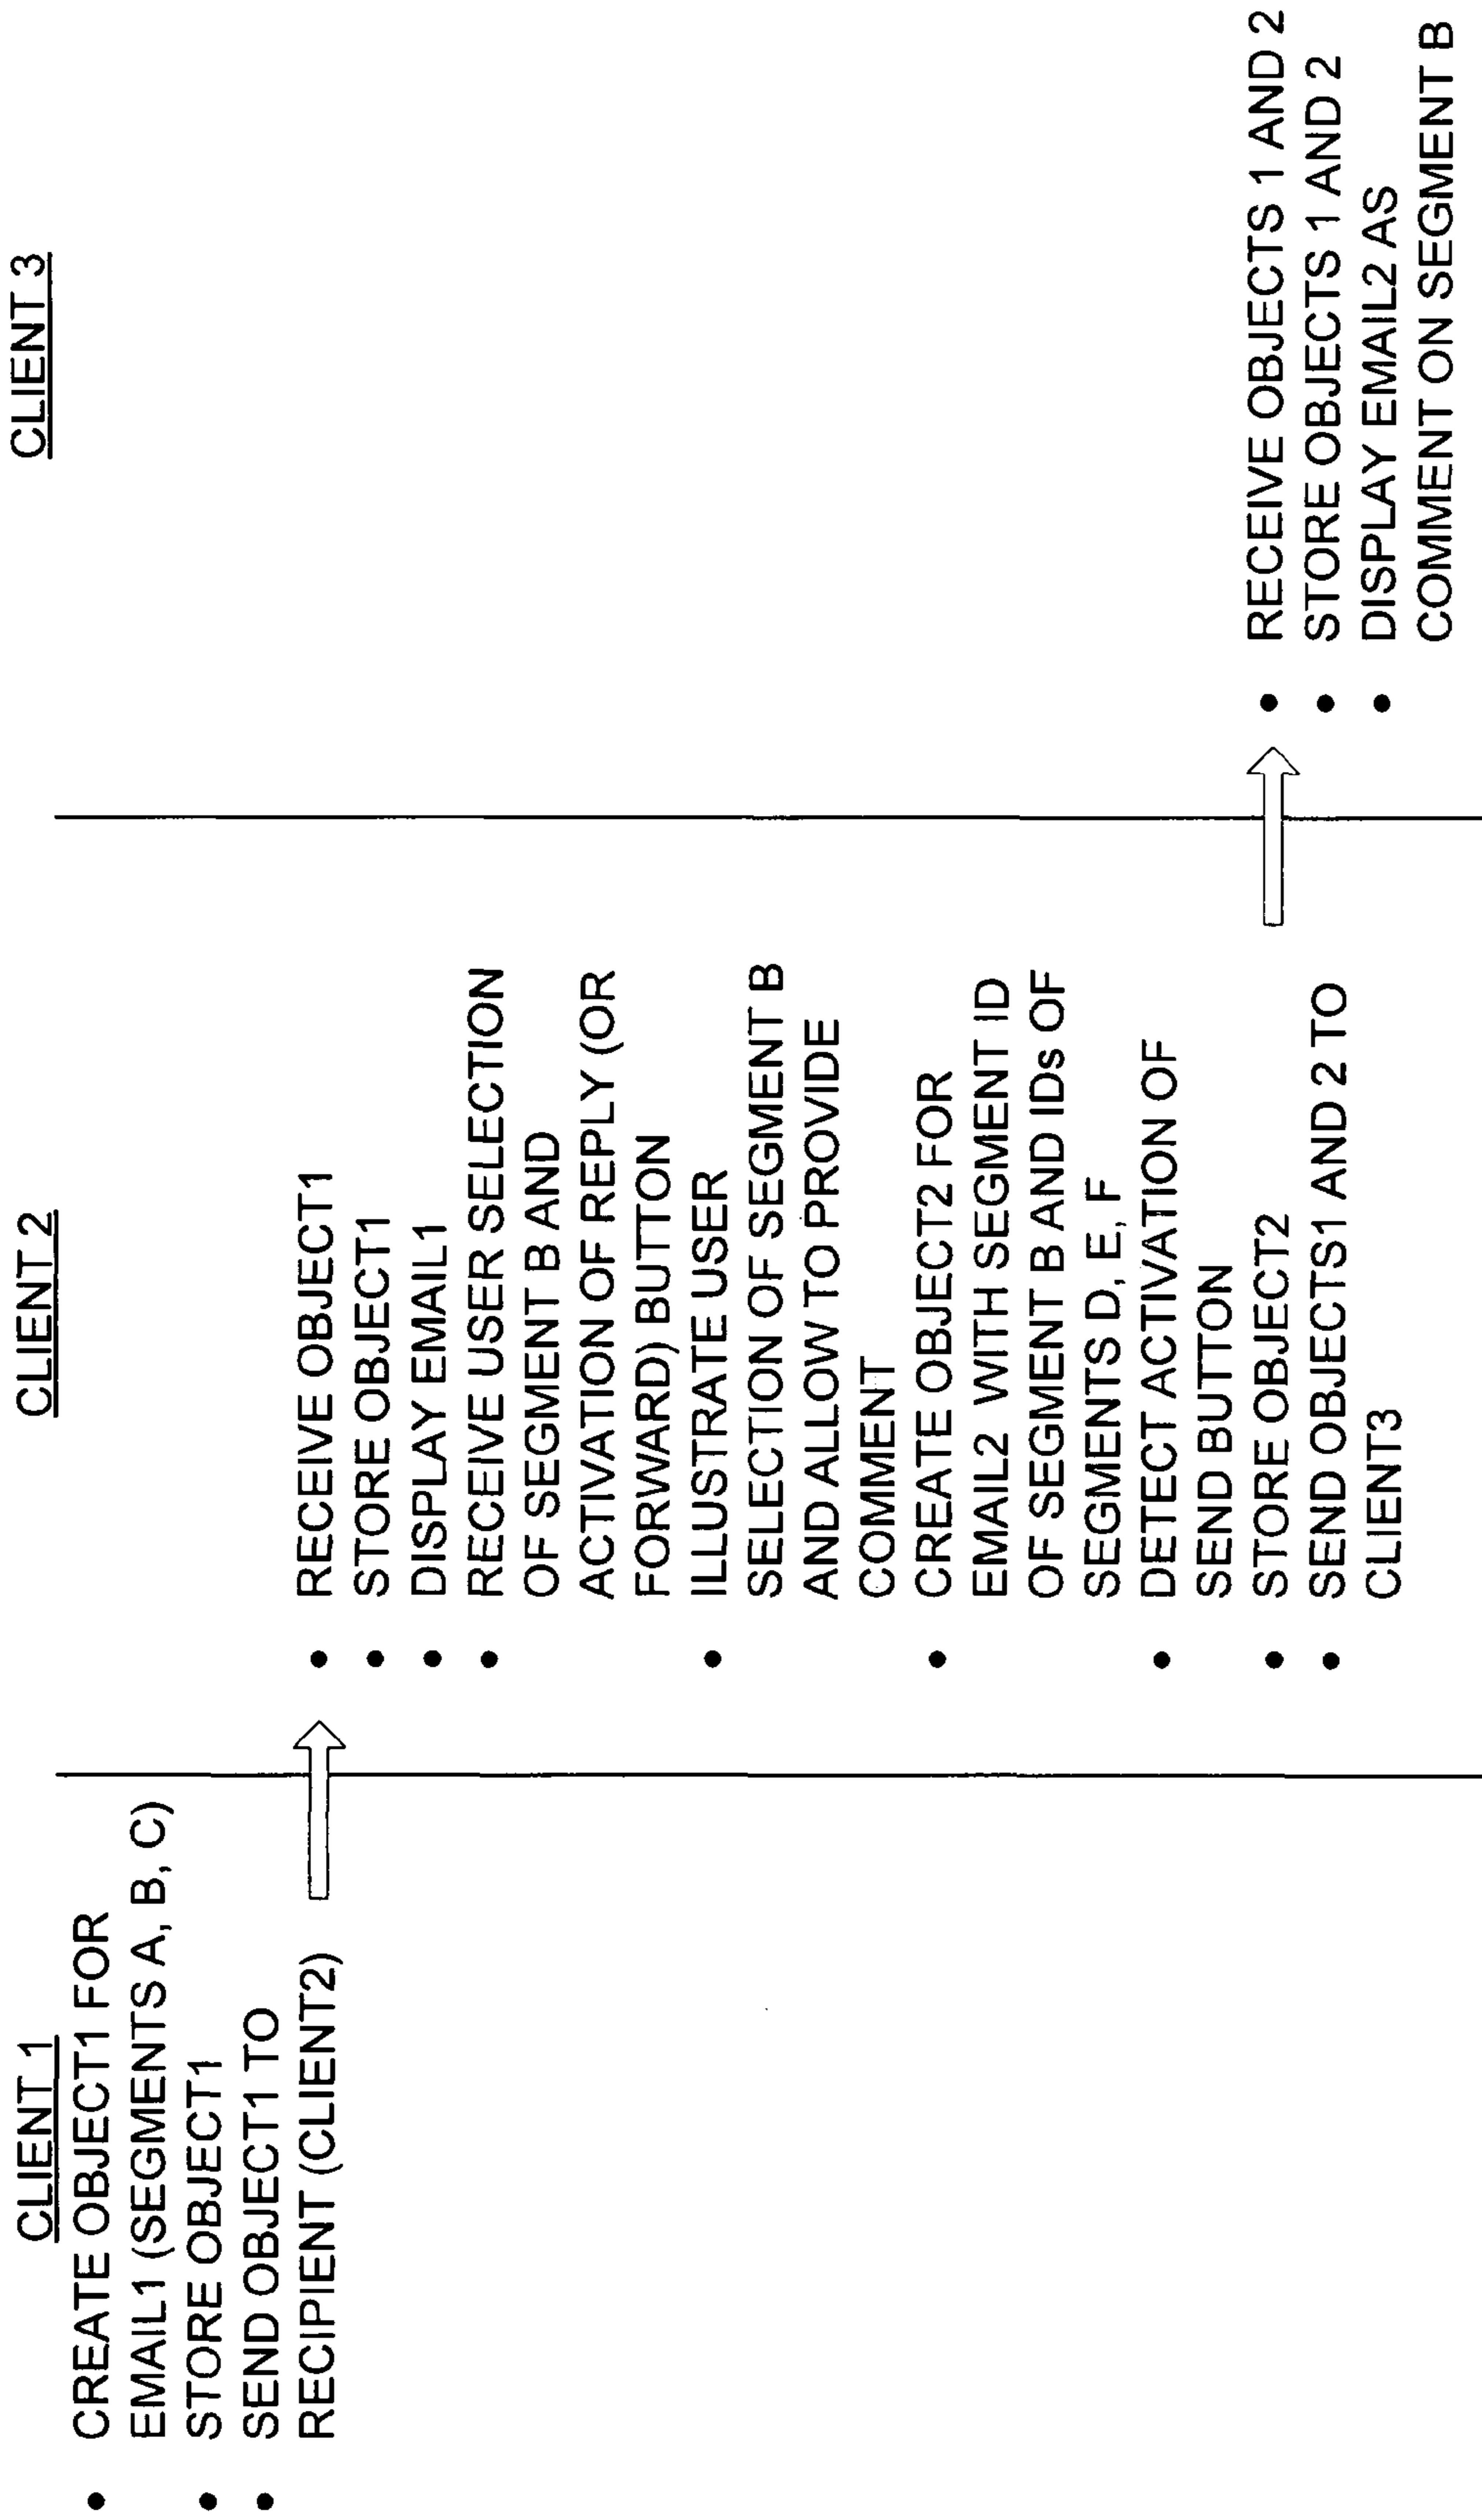 CLIENT 1
• CREATE OBJECT1 FOR
EMAIL1 (SEGMENTS A, B, C)
• STORE OBJECT1
• SEND OBJECT1 TO
RECIPIENT (CLIENT2)
CLIENT 2
• RECEIVE OBJECT1
• STORE OBJECT1
• DISPLAY EMAIL1
• RECEIVE USER SELECTION
OF SEGMENT B AND
ACTIVATION OF REPLY (OR
FORWARD) BUTTON
• ILLUSTRATE USER
SELECTION OF SEGMENT B
AND ALLOW TO PROVIDE
COMMENT
• CREATE OBJECT2 FOR
EMAIL2 WITH SEGMENT ID
OF SEGMENT B AND IDs OF
SEGMENTS D, E, F
• DETECT ACTIVATION OF
SEND BUTTON
• STORE OBJECT2
• SEND OBJECTS1 AND 2 TO
CLIENT3
CLIENT 3
• RECEIVE OBJECTS 1 AND 2
• STORE OBJECTS 1 AND 2
• DISPLAY EMAIL2 AS
COMMENT ON SEGMENT B